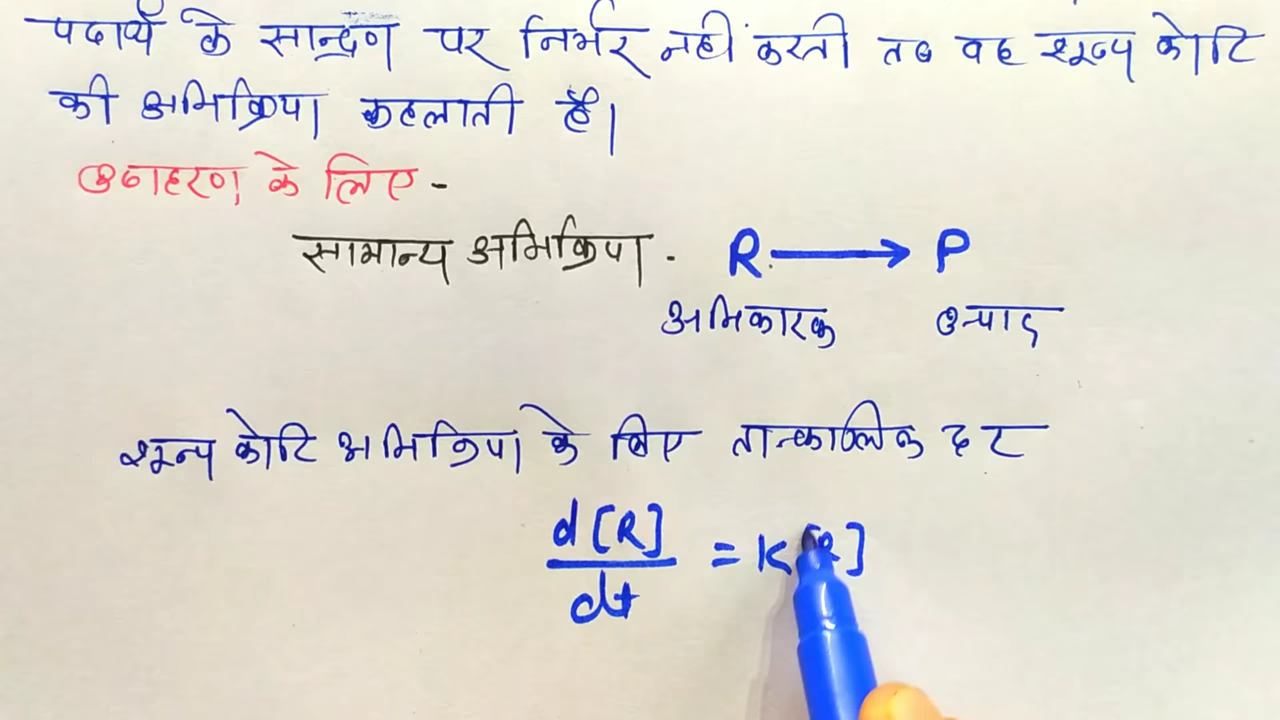 पदार्थ के सान्द्रण पर निर्भर नहीं करती तब वह शून्य कोटि
की अभिक्रिया कहलाती है।
उदाहरण के लिए -
सामान्य अभिक्रिया - R ⟶ P
अभिकारक उत्पाद
शून्य कोटि अभिक्रिया के लिए तात्कालिक दर
d[R]
dt
= K[R]